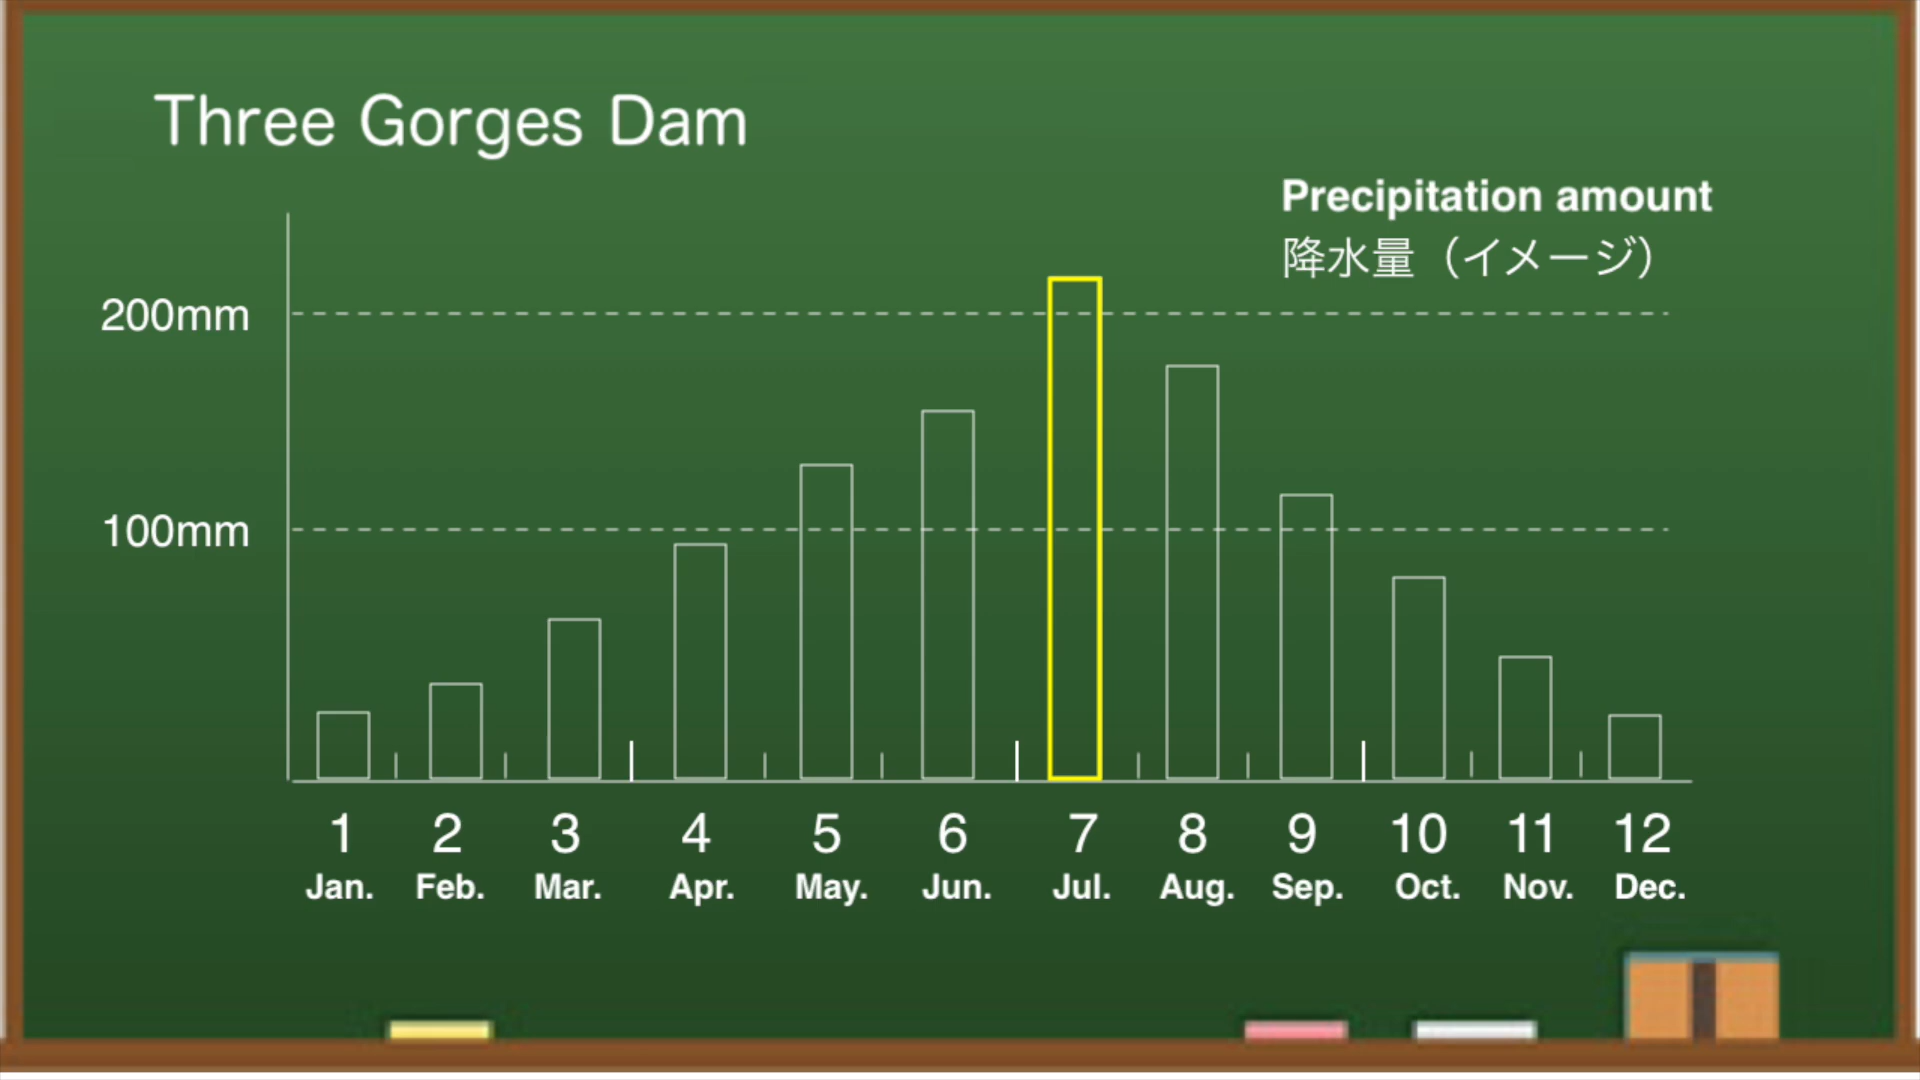 Three Gorges Dam
Precipitation amount
降水量（イメージ）
200mm
100mm
1 2 3 4 5 6 7 8 9 10 11 12
Jan. Feb. Mar. Apr. May. Jun. Jul. Aug. Sep. Oct. Nov. Dec.